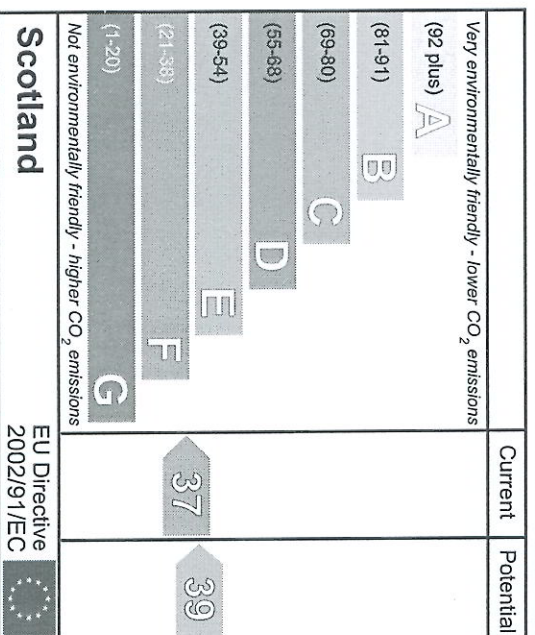 Current
Potential
Very environmentally friendly - lower CO2 emissions
(92 plus) A
(81-91) B
(69-80) C
(55-68) D
(39-54) E
(21-38) F
(1-20) G
37
39
Not environmentally friendly - higher CO2 emissions
Scotland
EU Directive
2002/91/EC